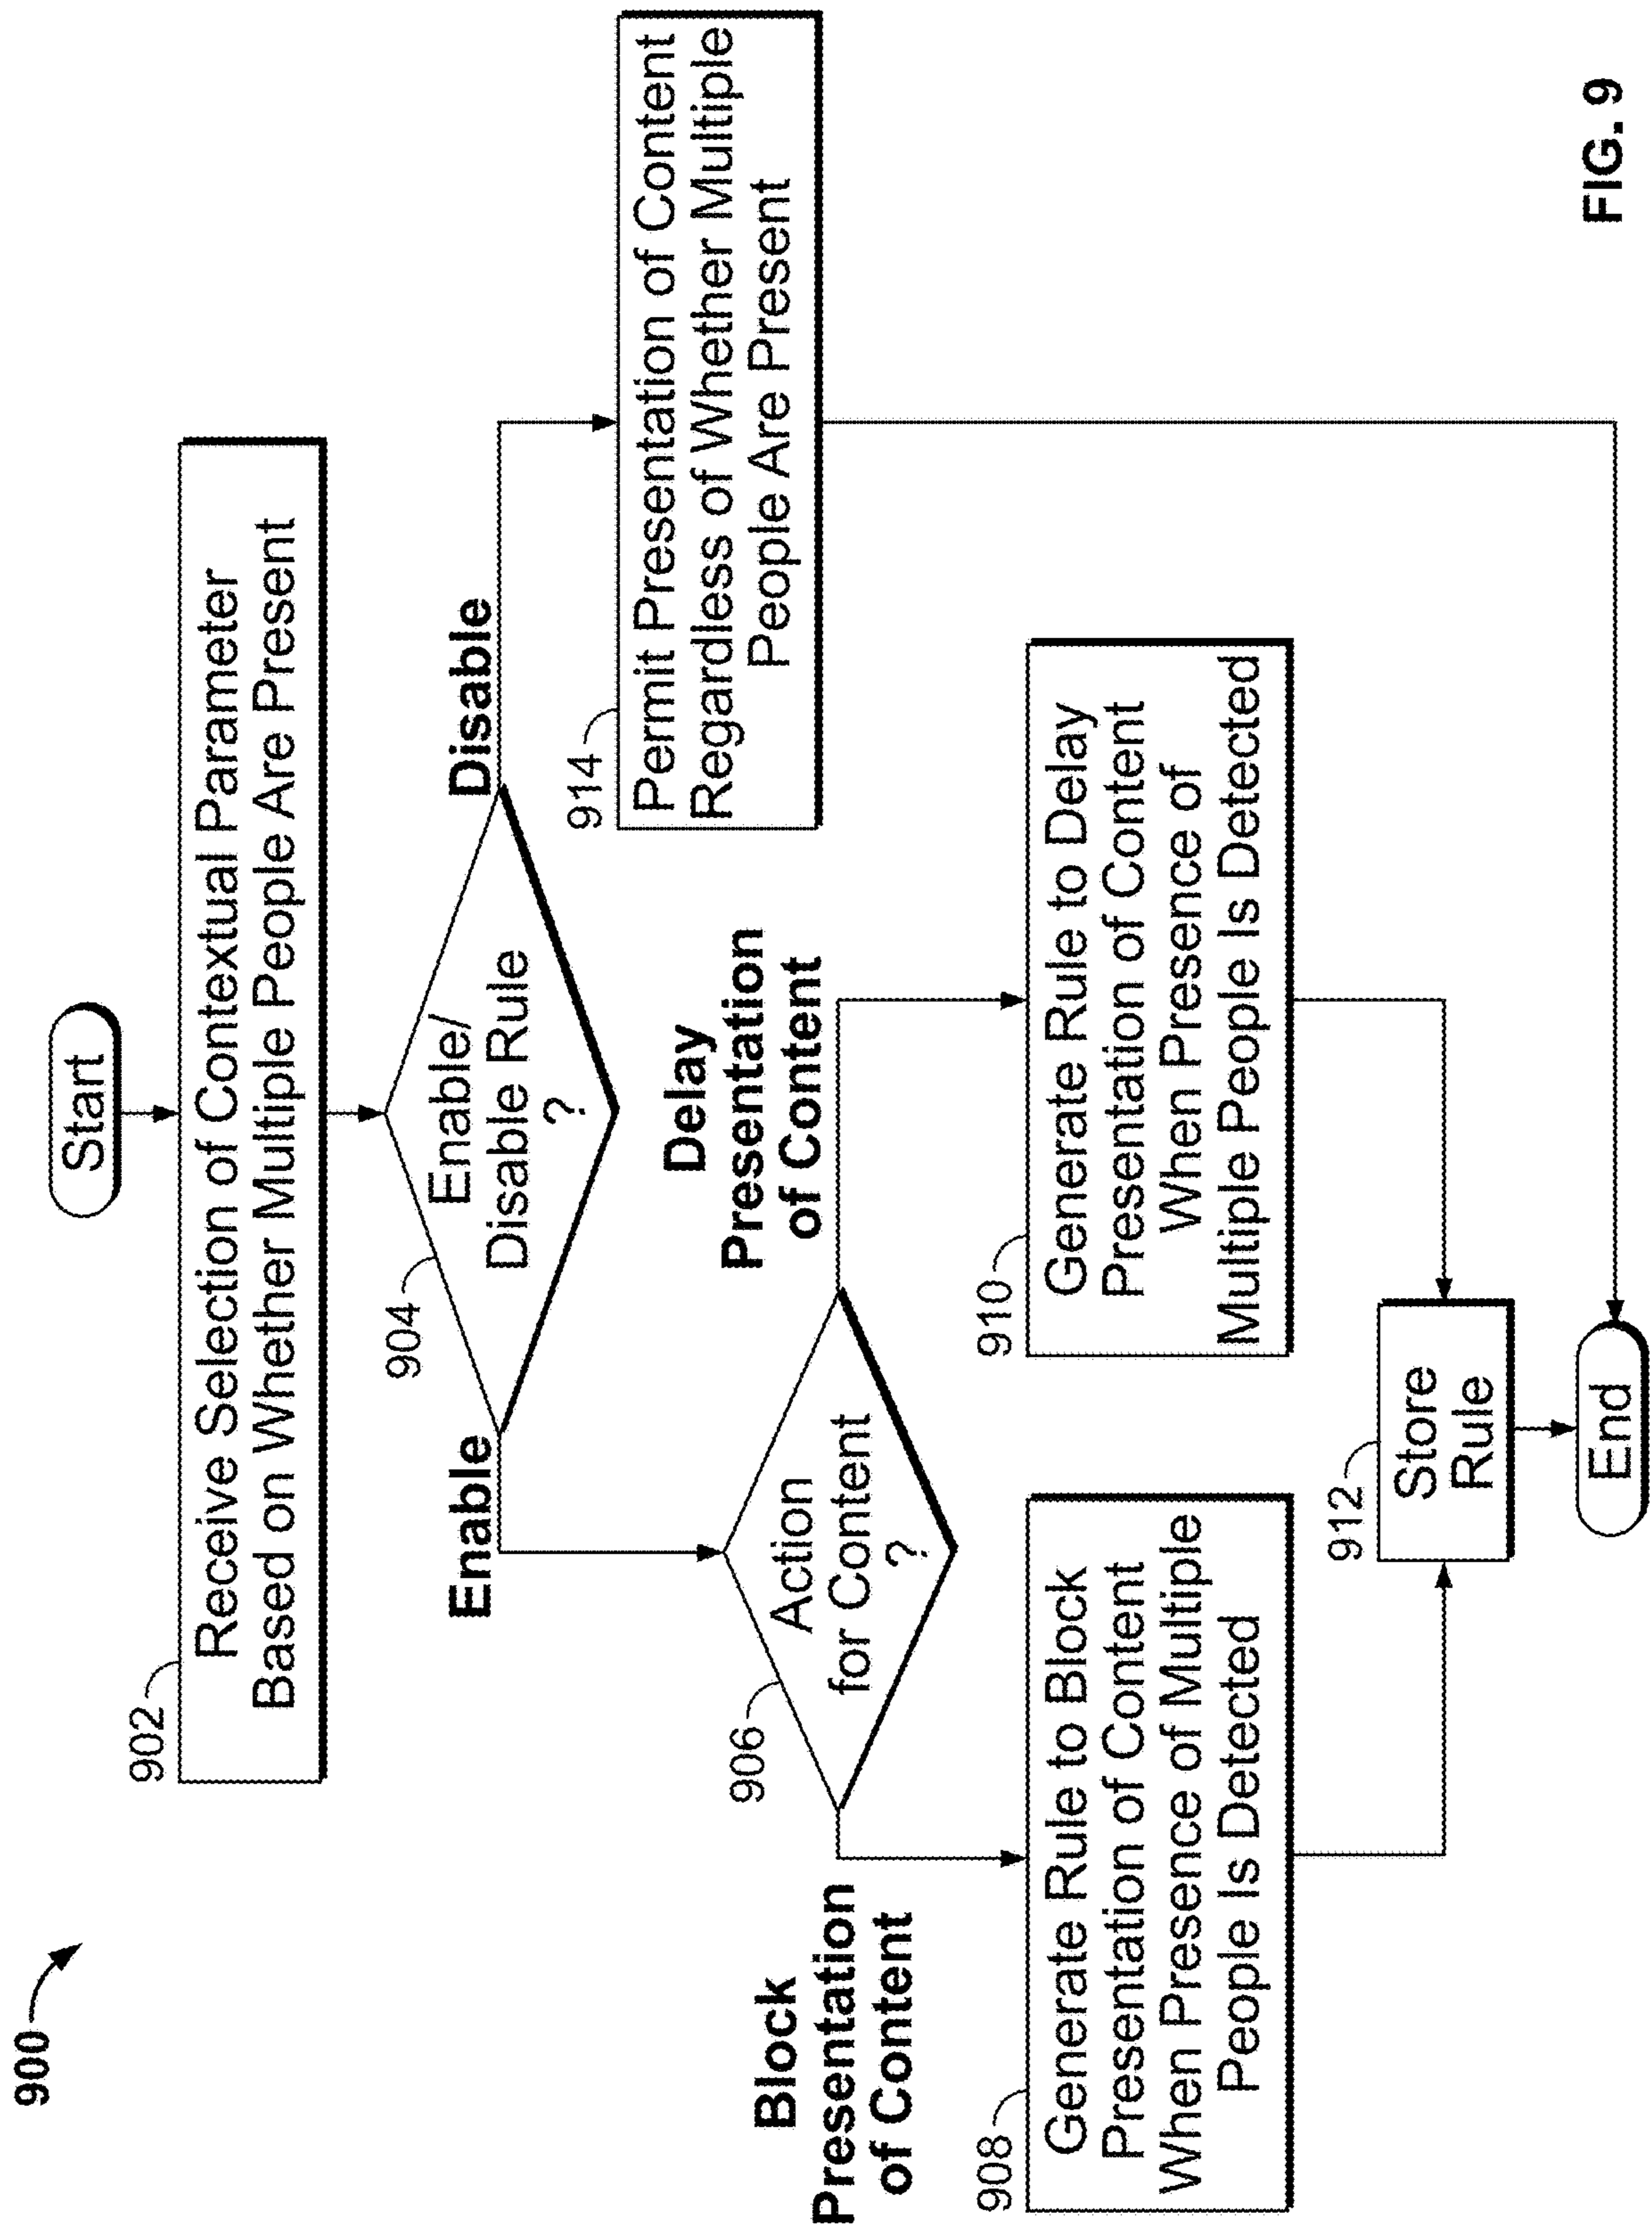 900
Start
902
Receive Selection of Contextual Parameter
Based on Whether Multiple People Are Present
904
Enable/
Disable Rule
?
Enable
Disable
906
Action
for Content
?
914
Permit Presentation of Content
Regardless of Whether Multiple
People Are Present
Block
Presentation
of Content
Delay
Presentation
of Content
908
Generate Rule to Block
Presentation of Content
When Presence of Multiple
People Is Detected
910
Generate Rule to Delay
Presentation of Content
When Presence of
Multiple People Is Detected
912
Store
Rule
End
FIG. 9